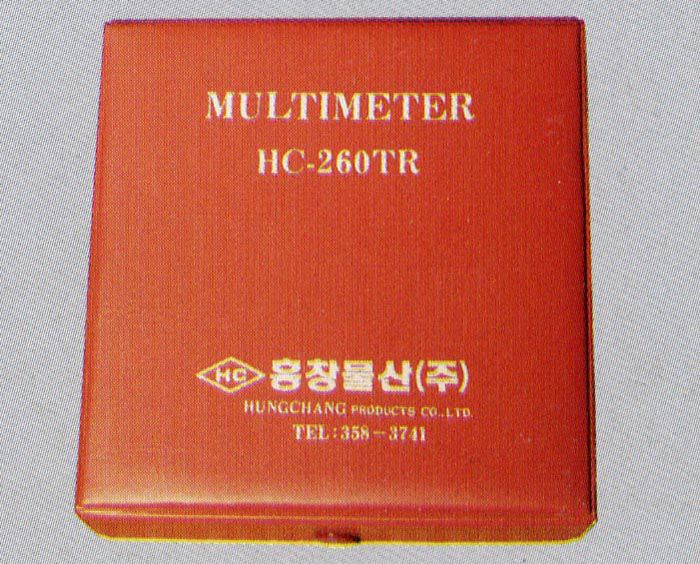 MULTIMETER
HC-260TR
HC 흥창물산(주)
HUNGCHANG PRODUCTS CO.,LTD.
TEL:358-3741